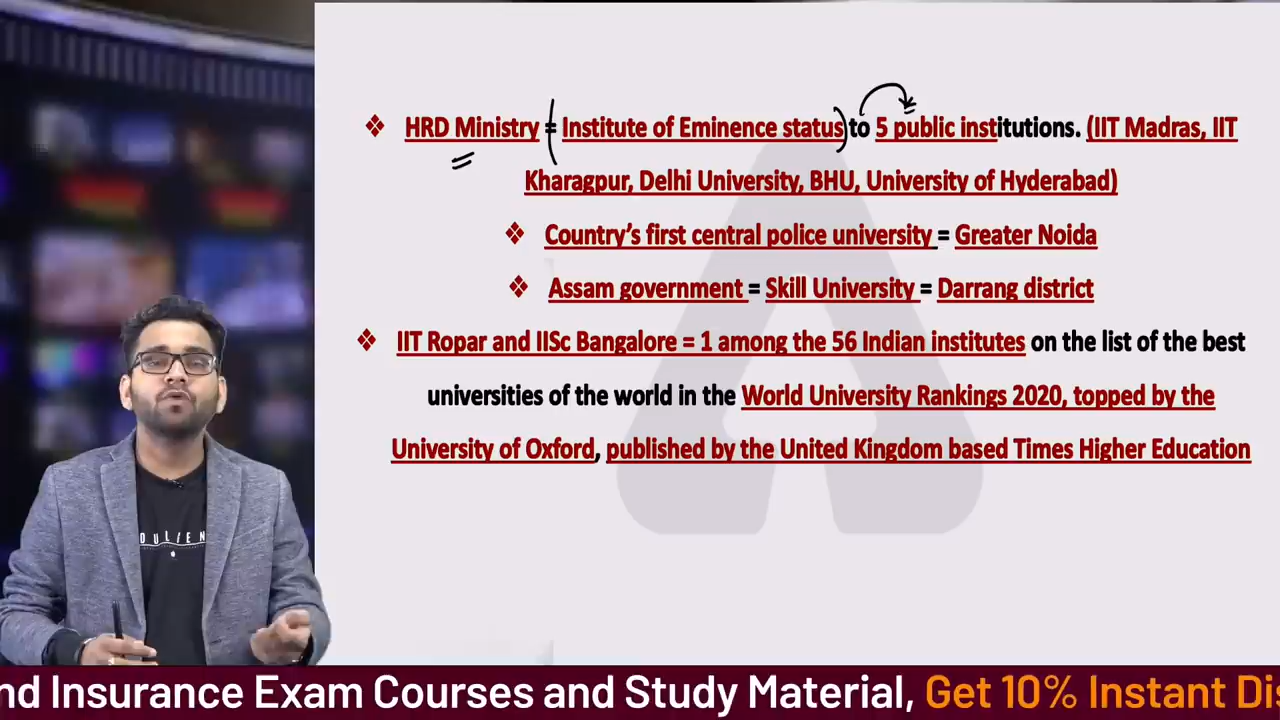 ❖ HRD Ministry = Institute of Eminence status to 5 public institutions. (IIT Madras, IIT
Kharagpur, Delhi University, BHU, University of Hyderabad)
❖ Country's first central police university = Greater Noida
❖ Assam government = Skill University = Darrang district
❖ IIT Ropar and IISc Bangalore = 1 among the 56 Indian institutes on the list of the best
universities of the world in the World University Rankings 2020, topped by the
University of Oxford, published by the United Kingdom based Times Higher Education
OULIEN
nd Insurance Exam Courses and Study Material, Get 10% Instant Dis